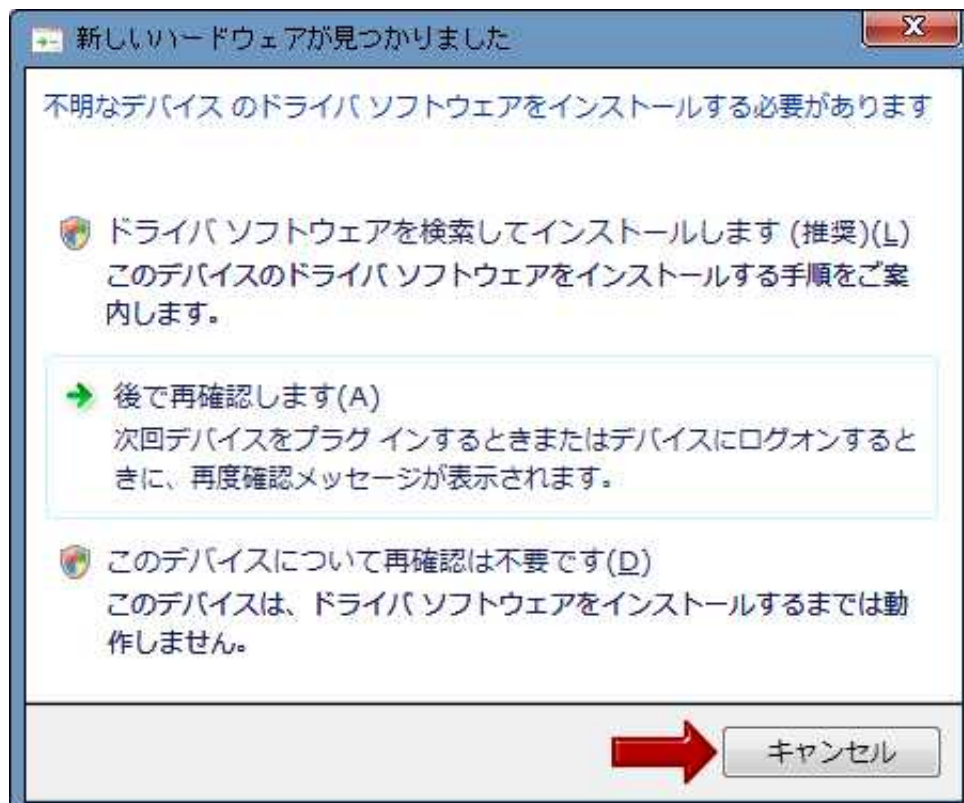 新しいハードウェアが見つかりました
不明なデバイス のドライバ ソフトウェアをインストールする必要があります
ドライバ ソフトウェアを検索してインストールします (推奨)(L)
このデバイスのドライバ ソフトウェアをインストールする手順をご案
内します。
後で再確認します(A)
次回デバイスをプラグ インするときまたはデバイスにログオンすると
きに、再度確認メッセージが表示されます。
このデバイスについて再確認は不要です(D)
このデバイスは、ドライバ ソフトウェアをインストールするまでは動
作しません。
キャンセル